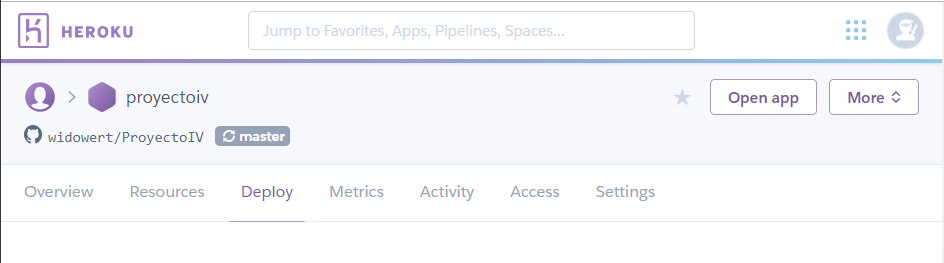 HEROKU
Jump to Favorites, Apps, Pipelines, Spaces...
proyectoiv
Open app
More
widowert/ProyectoIV
master
Overview
Resources
Deploy
Metrics
Activity
Access
Settings